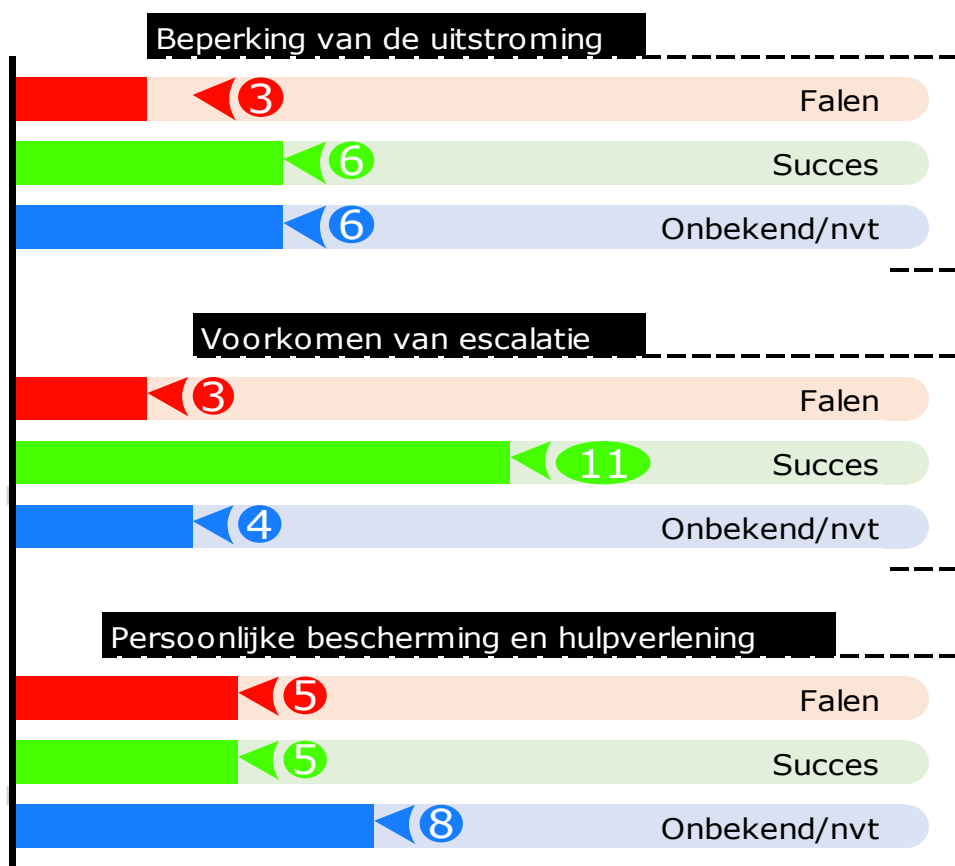 Beperking van de uitstroming
3 Falen
6 Succes
6 Onbekend/nvt
Voorkomen van escalatie
3 Falen
11 Succes
4 Onbekend/nvt
Persoonlijke bescherming en hulpverlening
5 Falen
5 Succes
8 Onbekend/nvt